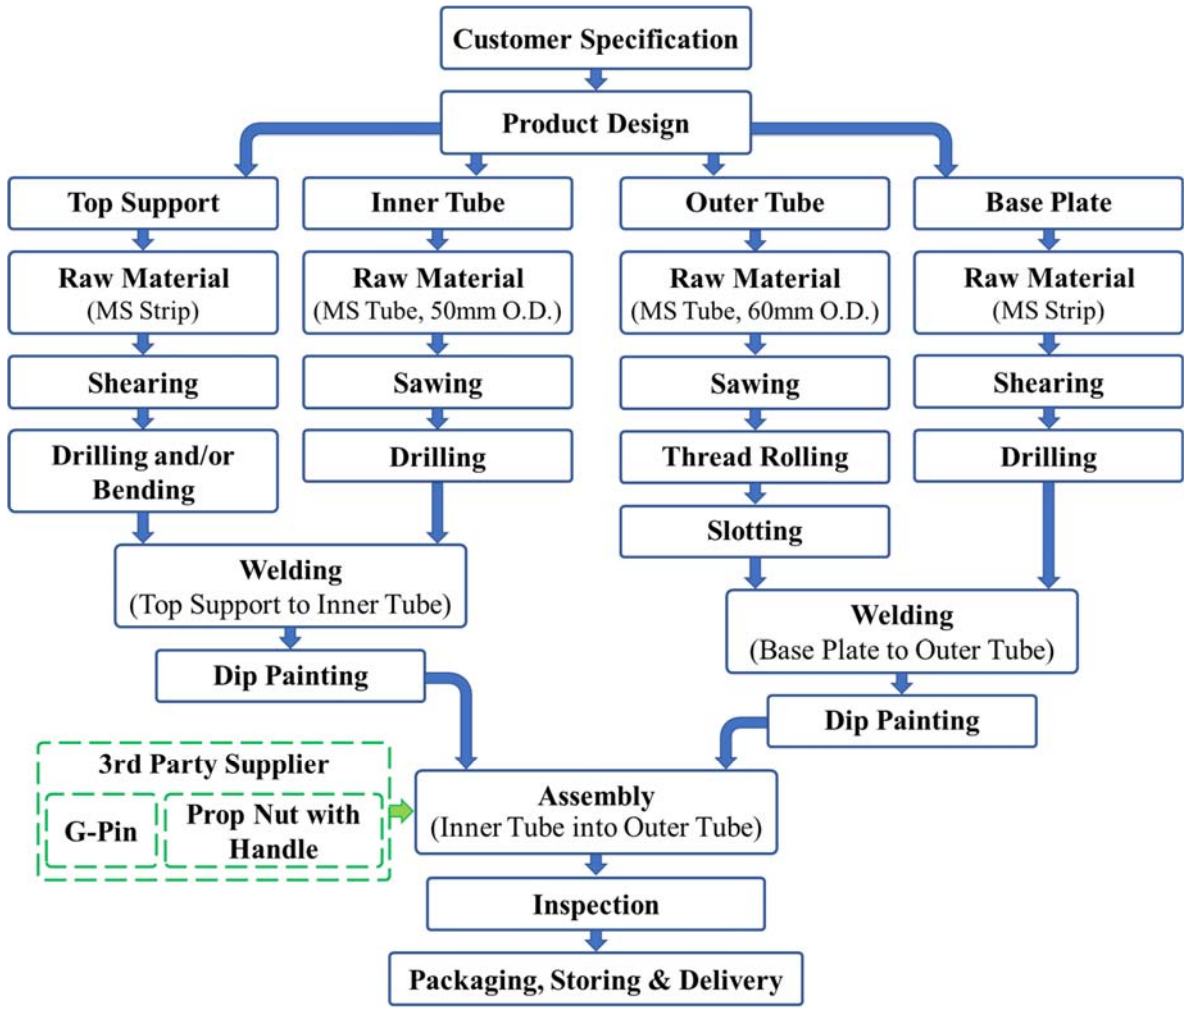 Customer Specification
Product Design
Top Support
Inner Tube
Outer Tube
Base Plate
Raw Material
(MS Strip)
Raw Material
(MS Tube, 50mm O.D.)
Raw Material
(MS Tube, 60mm O.D.)
Raw Material
(MS Strip)
Shearing
Sawing
Sawing
Shearing
Drilling and/or
Bending
Drilling
Thread Rolling
Drilling
Slotting
Welding
(Top Support to Inner Tube)
Welding
(Base Plate to Outer Tube)
Dip Painting
Dip Painting
3rd Party Supplier
G-Pin
Prop Nut with
Handle
Assembly
(Inner Tube into Outer Tube)
Inspection
Packaging, Storing & Delivery